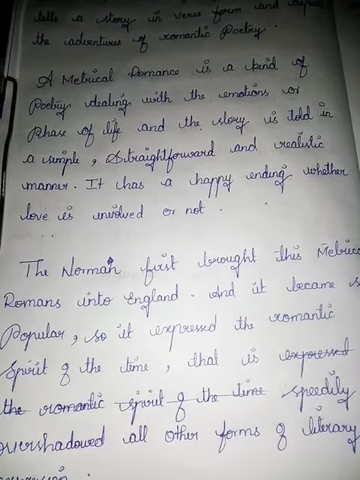 tells a story in verse form and
the adventures of romantic Poetry.
A Metrical Romance is a kind of
Poetry dealing with the emotions or
Phase of life and the story is told in
a simple, straightforward and realistic
manner. It has a happy ending whether
love is involved or not.
The Norman first brought this Metrica
Romans into England. And it became s
Popular, so it expressed the romantic
spirit of the time, that is expressed
the romantic spirit of the time speedily
overshadowed all other forms of literary